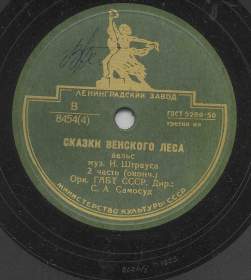 ЛЕНИНГРАДСКИЙ ЗАВОД
В
8454(4)
ГОСТ 5289-50
СКАЗКИ ВЕНСКОГО ЛЕСА
вальс
муз. И. Штрауса
2 часть (оконч.)
Орк. ГАБТ СССР. Дир.:
С. А. Самосуд
МИНИСТЕРСТВО КУЛЬТУРЫ СССР